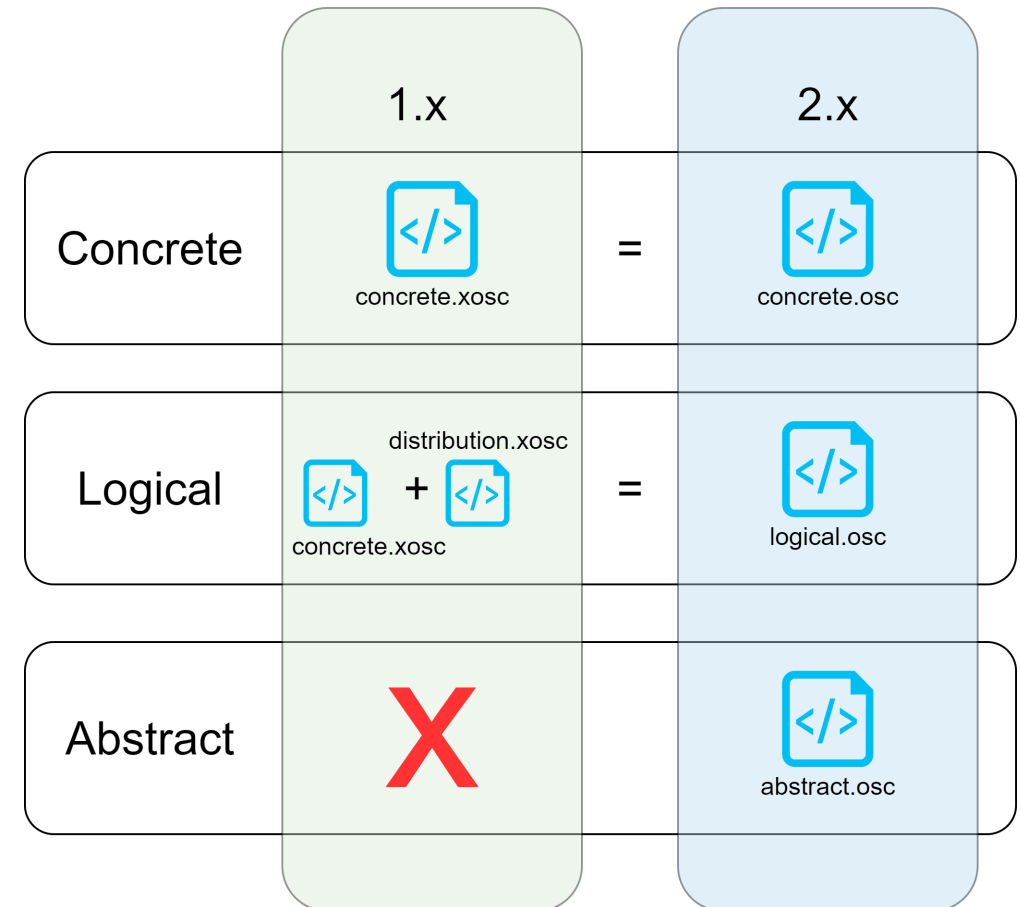 1.x
2.x
Concrete
</>
=
</>
concrete.xosc
concrete.osc
Logical
distribution.xosc
</>
+
</>
=
</>
concrete.xosc
logical.osc
Abstract
X
</>
abstract.osc